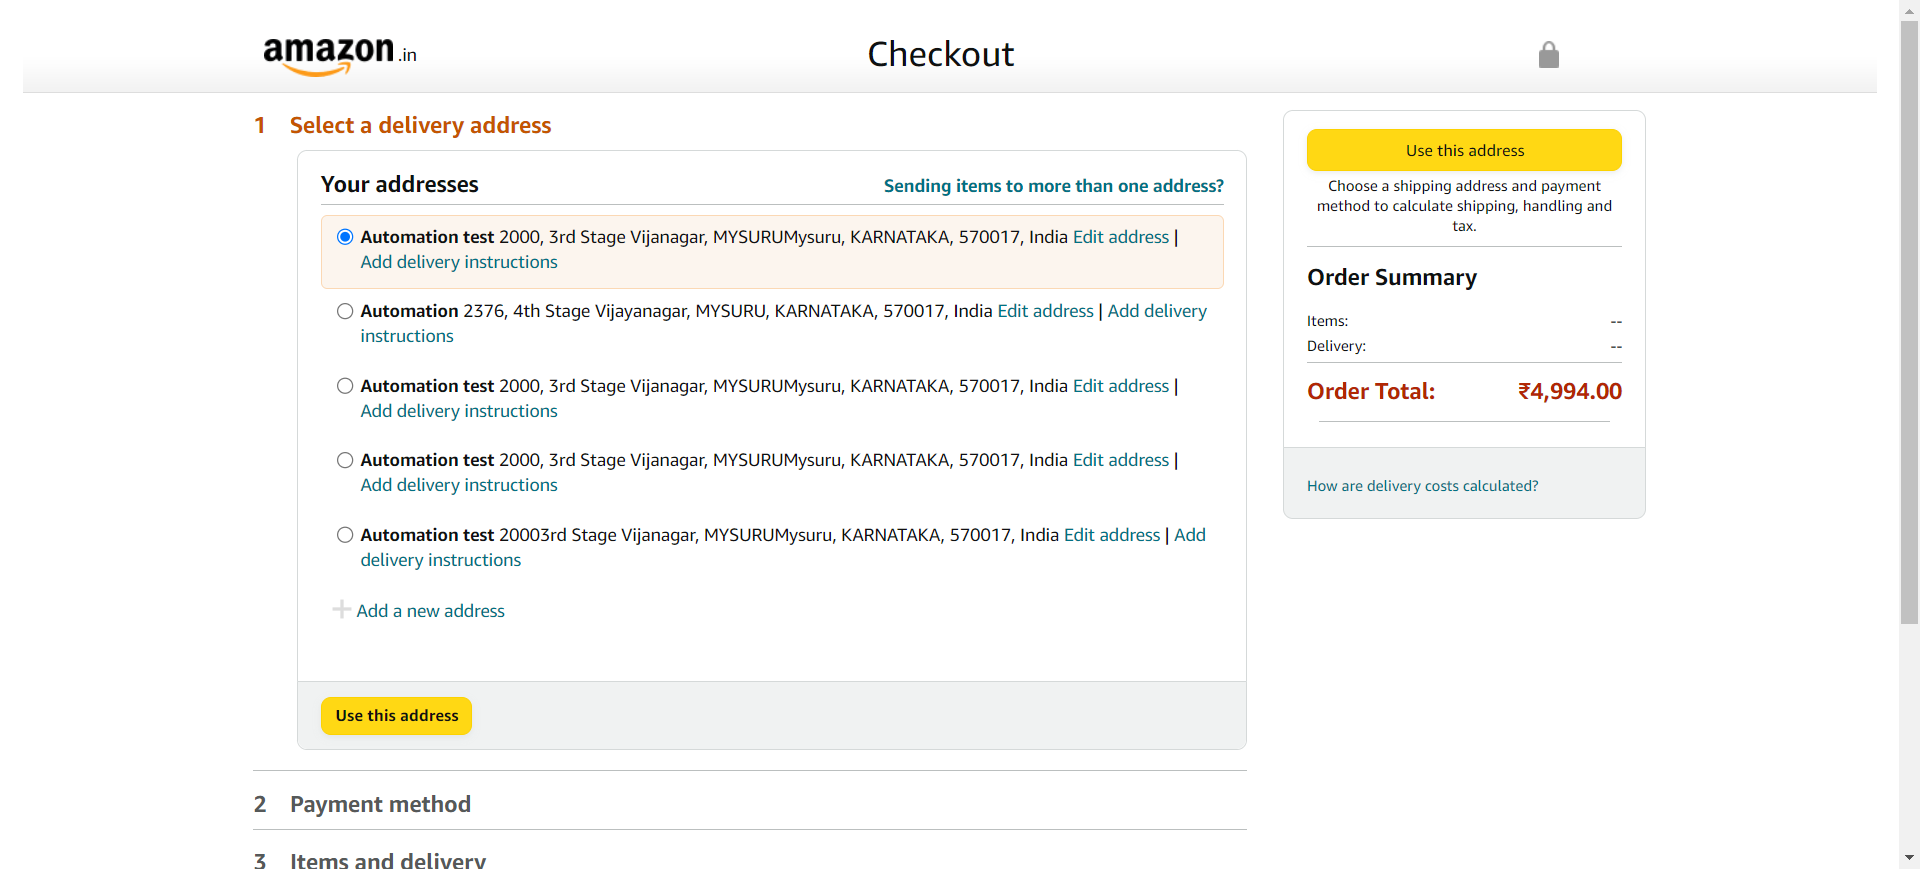 amazon.in
Checkout
1 Select a delivery address
Your addresses
Sending items to more than one address?
Automation test 2000, 3rd Stage Vijanagar, MYSURUMysuru, KARNATAKA, 570017, India Edit address |
Add delivery instructions
Automation 2376, 4th Stage Vijayanagar, MYSURU, KARNATAKA, 570017, India Edit address | Add delivery
instructions
Automation test 2000, 3rd Stage Vijanagar, MYSURUMysuru, KARNATAKA, 570017, India Edit address |
Add delivery instructions
Automation test 2000, 3rd Stage Vijanagar, MYSURUMysuru, KARNATAKA, 570017, India Edit address |
Add delivery instructions
Automation test 20003rd Stage Vijanagar, MYSURUMysuru, KARNATAKA, 570017, India Edit address | Add
delivery instructions
Add a new address
Use this address
2 Payment method
3 Items and delivery
Use this address
Choose a shipping address and payment
method to calculate shipping, handling and
tax.
Order Summary
Items: --
Delivery: --
Order Total: ₹4,994.00
How are delivery costs calculated?